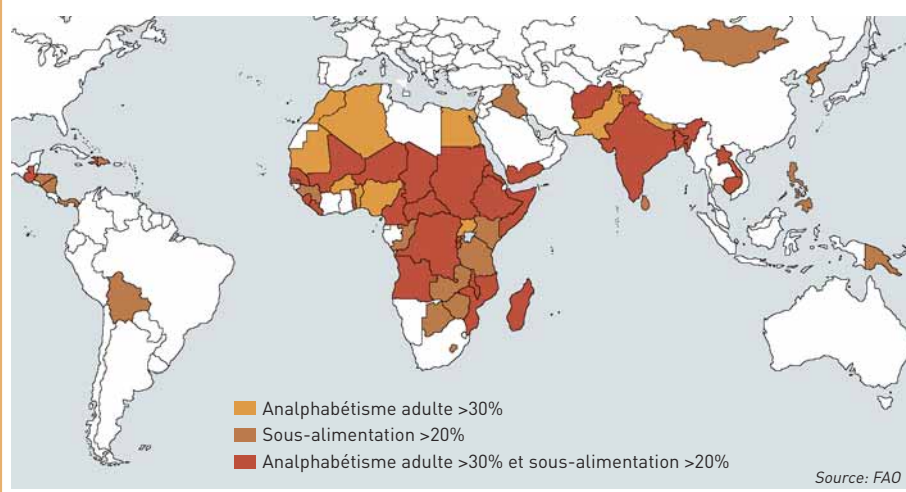 Analphabétisme adulte >30%
Sous-alimentation >20%
Analphabétisme adulte >30% et sous-alimentation >20%
Source: FAO